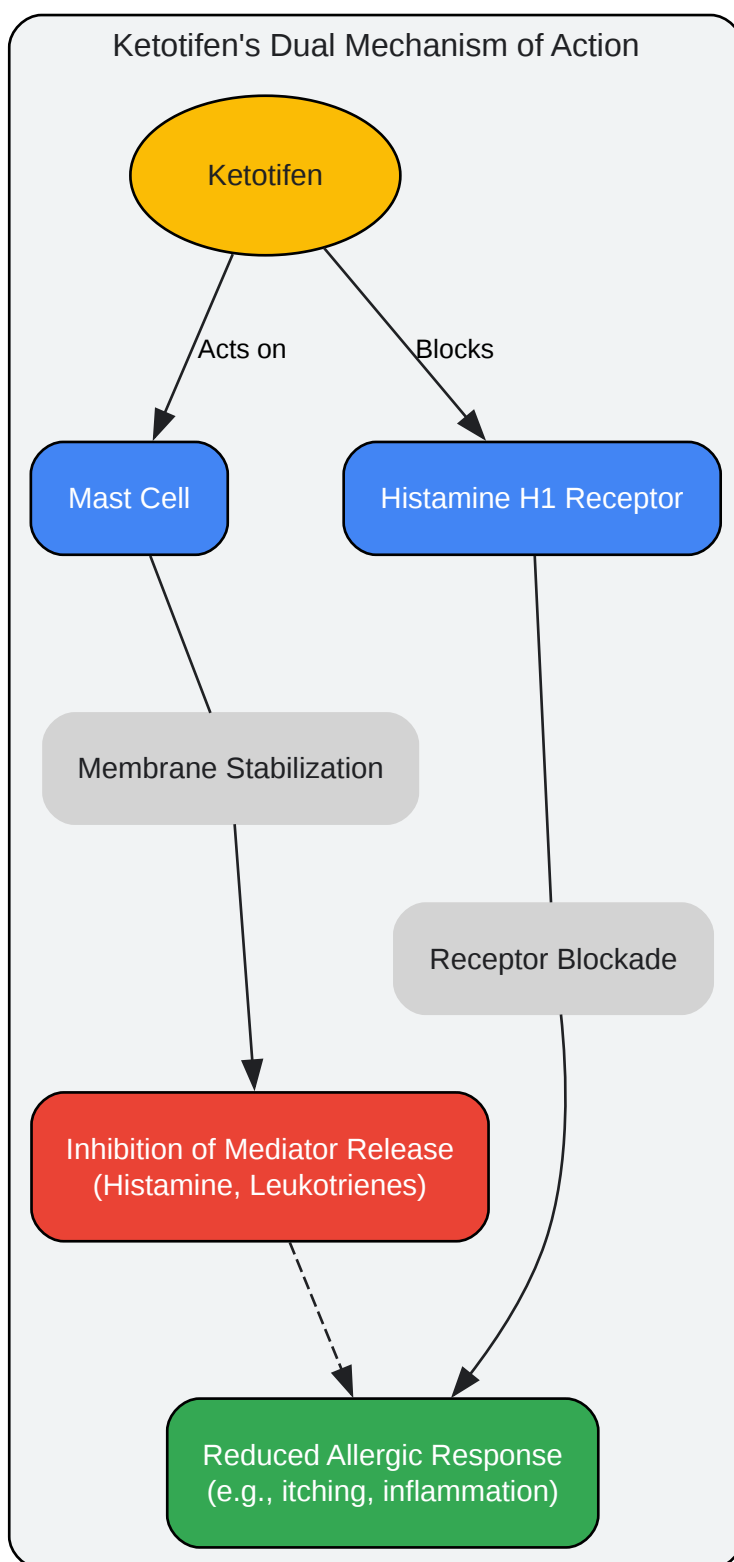 Ketotifen's Dual Mechanism of Action
Ketotifen
Acts on
Blocks
Mast Cell
Histamine H1 Receptor
Membrane Stabilization
Receptor Blockade
Inhibition of Mediator Release
(Histamine, Leukotrienes)
Reduced Allergic Response
(e.g., itching, inflammation)